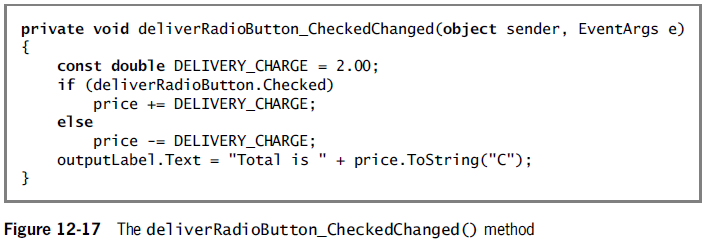 private void deliverRadioButton_CheckedChanged(object sender, EventArgs e)
{
const double DELIVERY_CHARGE = 2.00;
if (deliverRadioButton.Checked)
price += DELIVERY_CHARGE;
else
price -= DELIVERY_CHARGE;
outputLabel.Text = "Total is " + price.ToString("C");
}
Figure 12-17 The deliverRadioButton_CheckedChanged() method